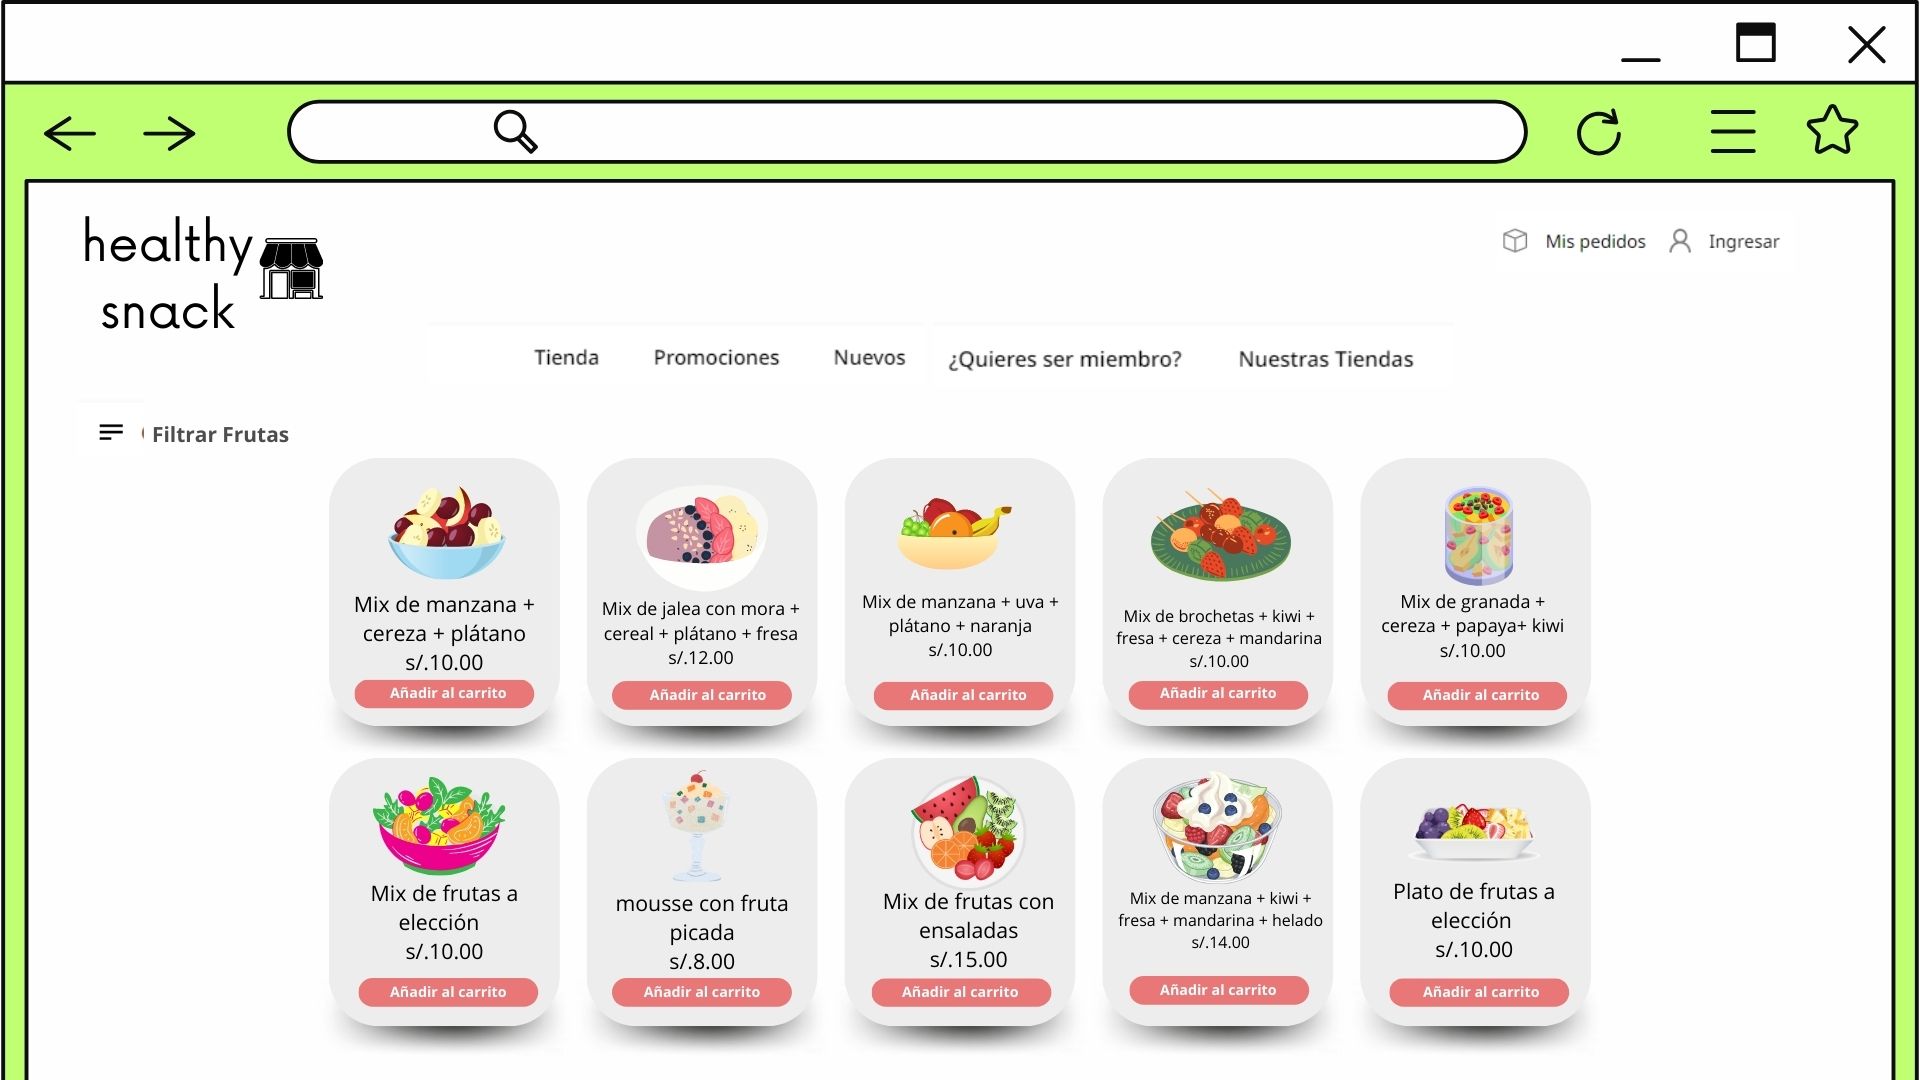 healthy
snack
Mis pedidos
Ingresar
Tienda
Promociones
Nuevos
¿Quieres ser miembro?
Nuestras Tiendas
Filtrar Frutas
Mix de manzana +
cereza + plátano
s/.10.00
Añadir al carrito
Mix de jalea con mora +
cereal + plátano + fresa
s/.12.00
Añadir al carrito
Mix de manzana + uva +
plátano + naranja
s/.10.00
Añadir al carrito
Mix de brochetas + kiwi +
fresa + cereza + mandarina
s/.10.00
Añadir al carrito
Mix de granada +
cereza + papaya+ kiwi
s/.10.00
Añadir al carrito
Mix de frutas a
elección
s/.10.00
Añadir al carrito
mousse con fruta
picada
s/.8.00
Añadir al carrito
Mix de frutas con
ensaladas
s/.15.00
Añadir al carrito
Mix de manzana + kiwi +
fresa + mandarina + helado
s/.14.00
Añadir al carrito
Plato de frutas a
elección
s/.10.00
Añadir al carrito